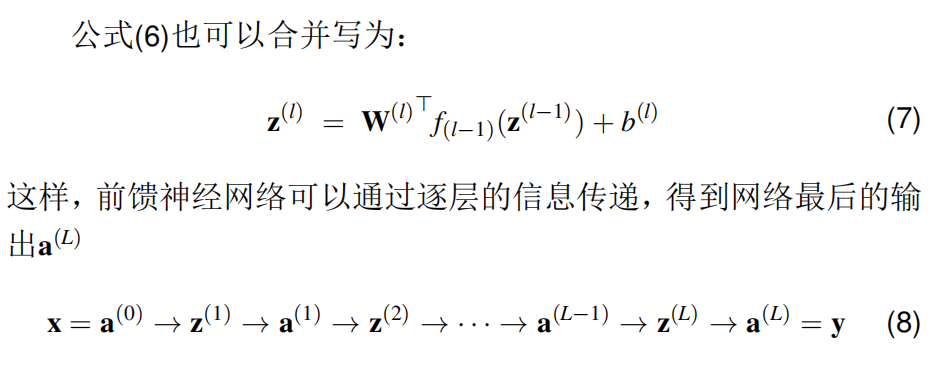 公式(6)也可以合并写为：
𝐳^(l) = 𝐖^(l)^⊤ f_(l−1)(𝐳^(l−1)) + b^(l) (7)
这样，前馈神经网络可以通过逐层的信息传递，得到网络最后的输
出𝐚^(L)
𝐱 = 𝐚^(0) → 𝐳^(1) → 𝐚^(1) → 𝐳^(2) → ⋯ → 𝐚^(L−1) → 𝐳^(L) → 𝐚^(L) = 𝐲 (8)